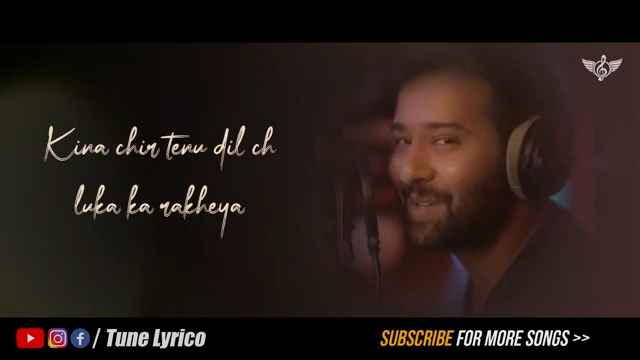 Kina chir tenu dil ch
luka ka rakheya
/ Tune Lyrico
SUBSCRIBE FOR MORE SONGS >>